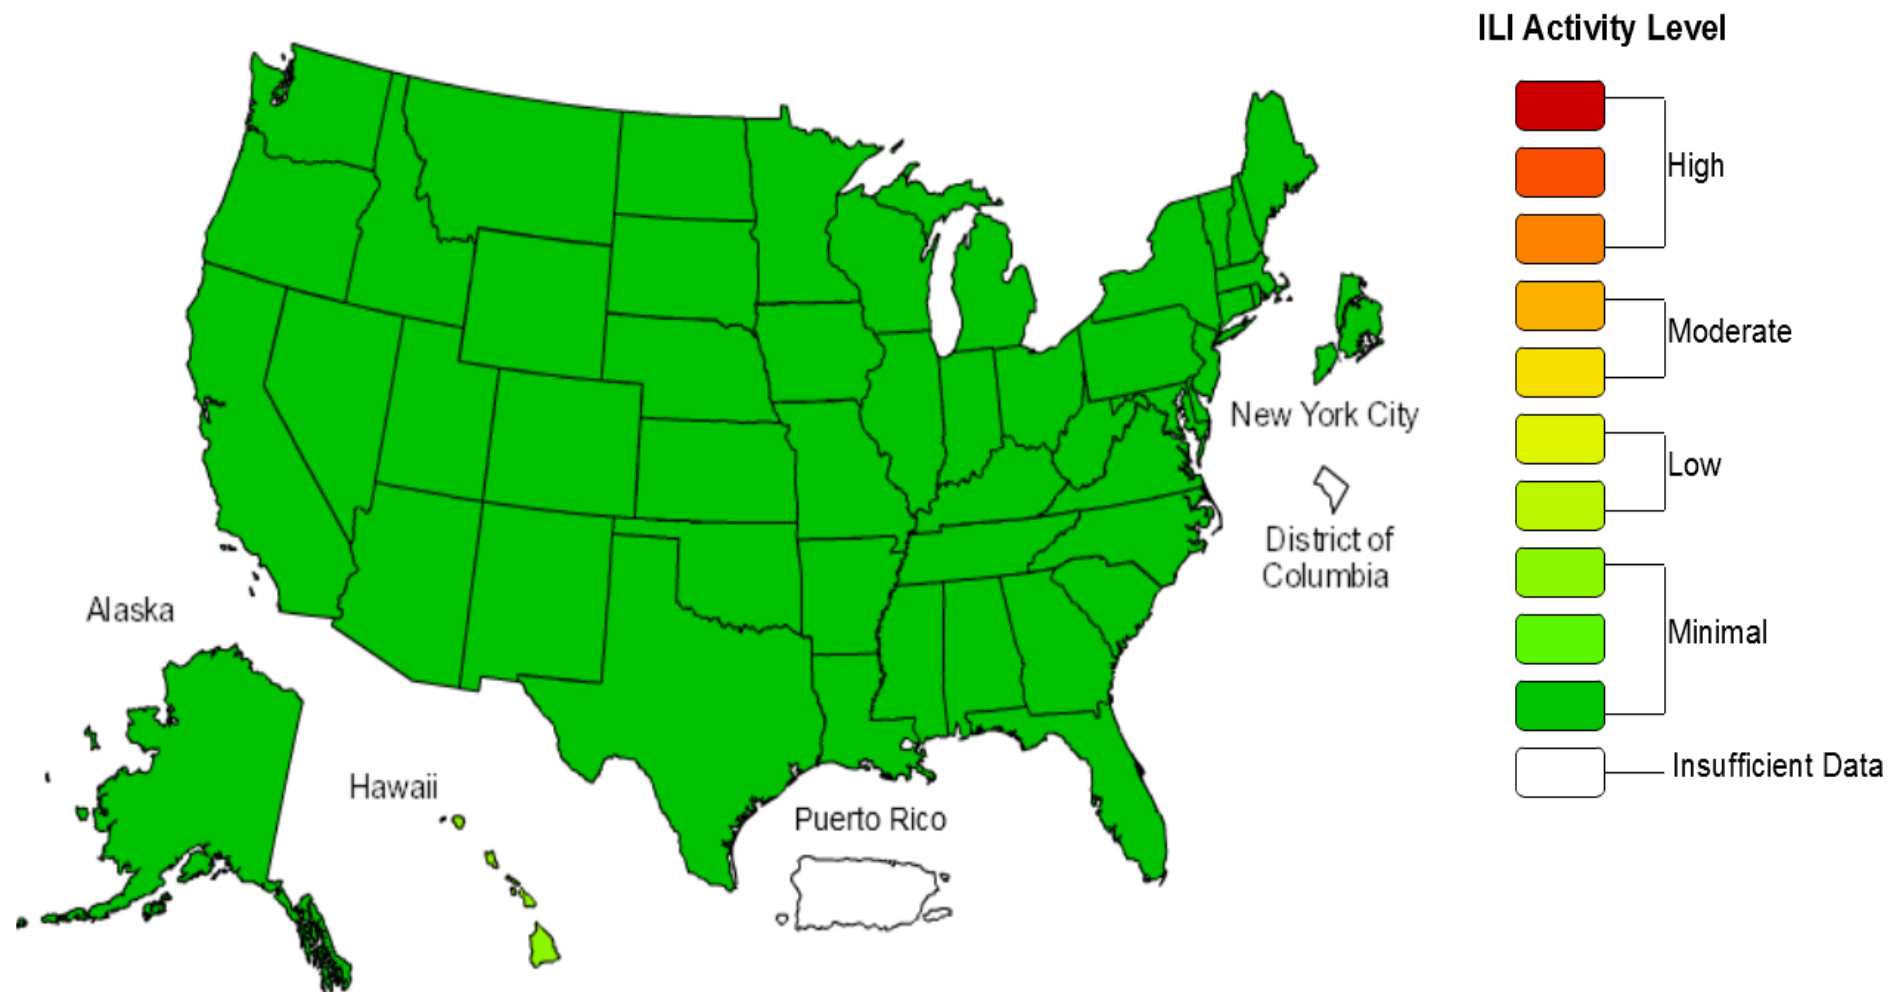 ILI Activity Level
High
Moderate
New York City
Low
District of
Columbia
Alaska
Minimal
Hawaii
Insufficient Data
Puerto Rico